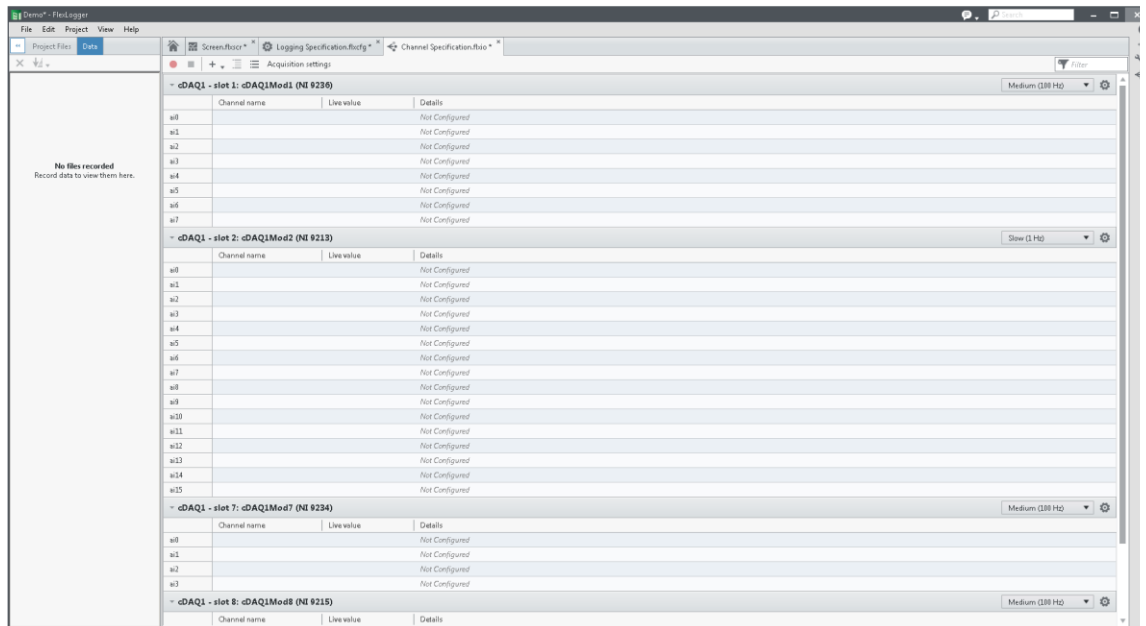 Demo* - FlexLogger
Search
File Edit Project View Help
Project Files Data
Screen.flxscr* Logging Specification.flxcfg* Channel Specification.flxio*
Acquisition settings
Filter
cDAQ1 - slot 1: cDAQ1Mod1 (NI 9236) Medium (100 Hz)
Channel name Live value Details
ai0 Not Configured
ai1 Not Configured
ai2 Not Configured
ai3 Not Configured
ai4 Not Configured
ai5 Not Configured
ai6 Not Configured
ai7 Not Configured
No files recorded
Record data to view them here.
cDAQ1 - slot 2: cDAQ1Mod2 (NI 9213) Slow (1 Hz)
Channel name Live value Details
ai0 Not Configured
ai1 Not Configured
ai2 Not Configured
ai3 Not Configured
ai4 Not Configured
ai5 Not Configured
ai6 Not Configured
ai7 Not Configured
ai8 Not Configured
ai9 Not Configured
ai10 Not Configured
ai11 Not Configured
ai12 Not Configured
ai13 Not Configured
ai14 Not Configured
ai15 Not Configured
cDAQ1 - slot 7: cDAQ1Mod7 (NI 9234) Medium (100 Hz)
Channel name Live value Details
ai0 Not Configured
ai1 Not Configured
ai2 Not Configured
ai3 Not Configured
cDAQ1 - slot 8: cDAQ1Mod8 (NI 9215) Medium (100 Hz)
Channel name Live value Details